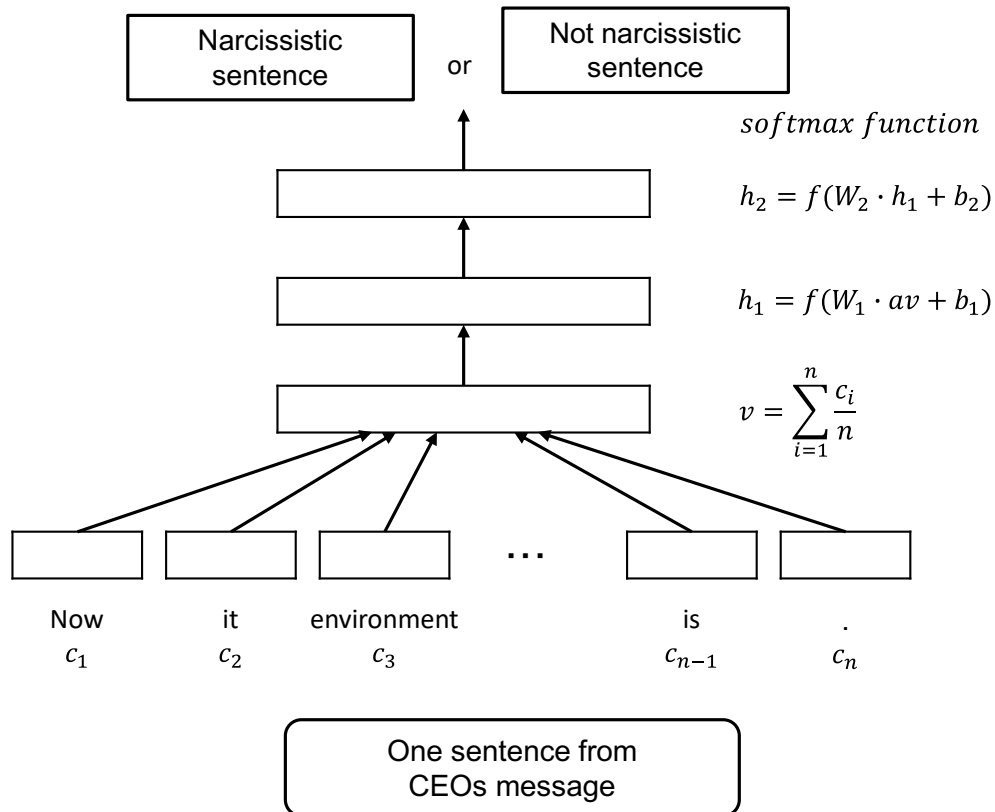 Narcissistic
sentence
or
Not narcissistic
sentence
softmax function
h₂ = f(W₂ · h₁ + b₂)
h₁ = f(W₁ · av + b₁)
v = ∑ᵢ₌₁ⁿ cᵢ/n
...
Now it environment is .
c₁ c₂ c₃ cₙ₋₁ cₙ
One sentence from
CEOs message